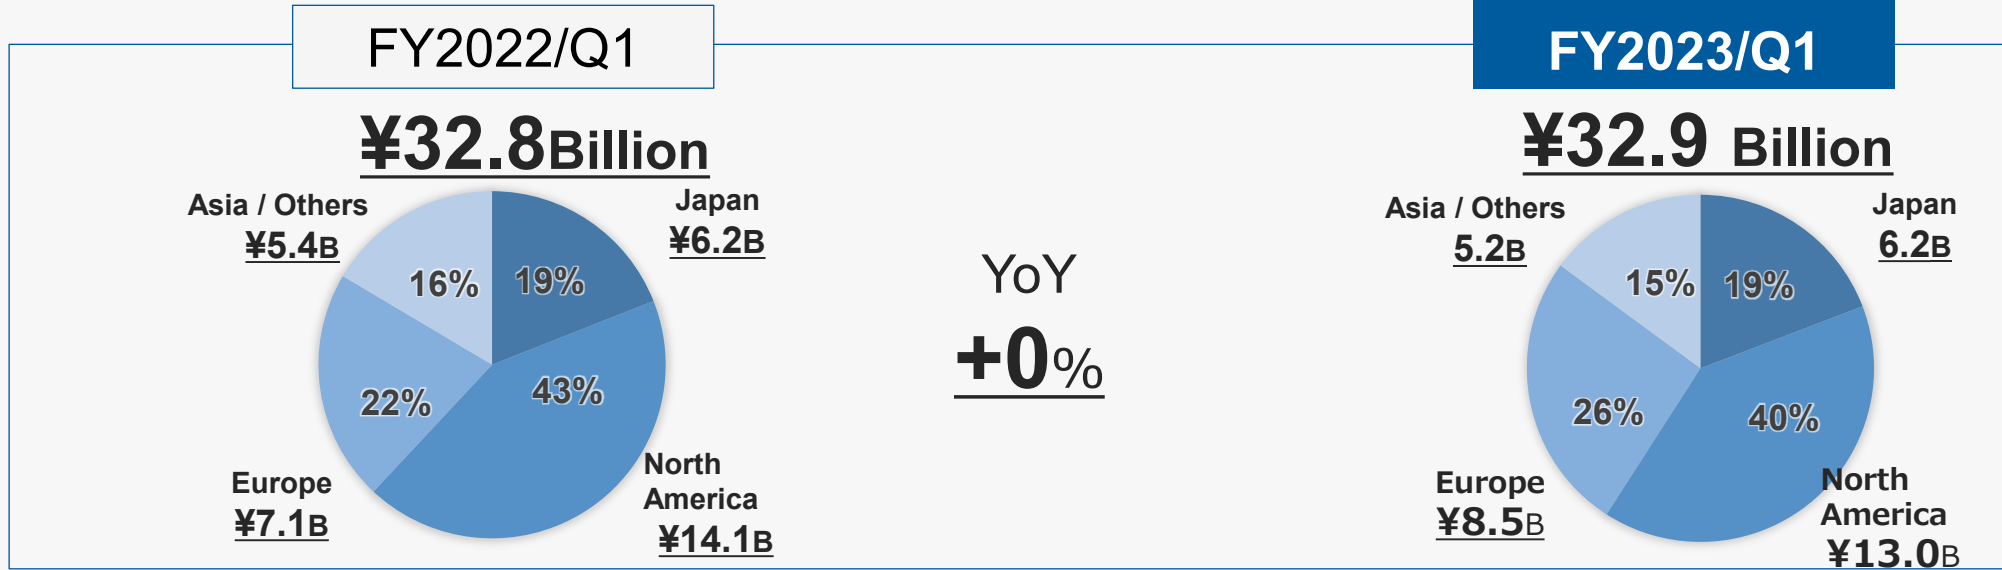 FY2022/Q1
¥32.8Billion
Asia / Others
¥5.4B
Japan
¥6.2B
16%
19%
22%
43%
Europe
¥7.1B
North
America
¥14.1B
YoY
+0%
FY2023/Q1
¥32.9 Billion
Asia / Others
5.2B
Japan
6.2B
15%
19%
26%
40%
Europe
¥8.5B
North
America
¥13.0B